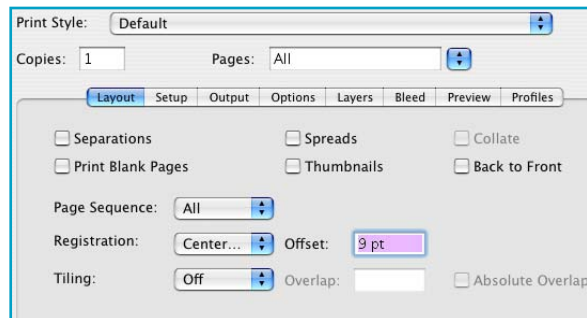 Print Style: Default
Copies: 1 Pages: All
Layout Setup Output Options Layers Bleed Preview Profiles
Separations Spreads Collate
Print Blank Pages Thumbnails Back to Front
Page Sequence: All
Registration: Center... Offset: 9 pt
Tiling: Off Overlap: Absolute Overlap